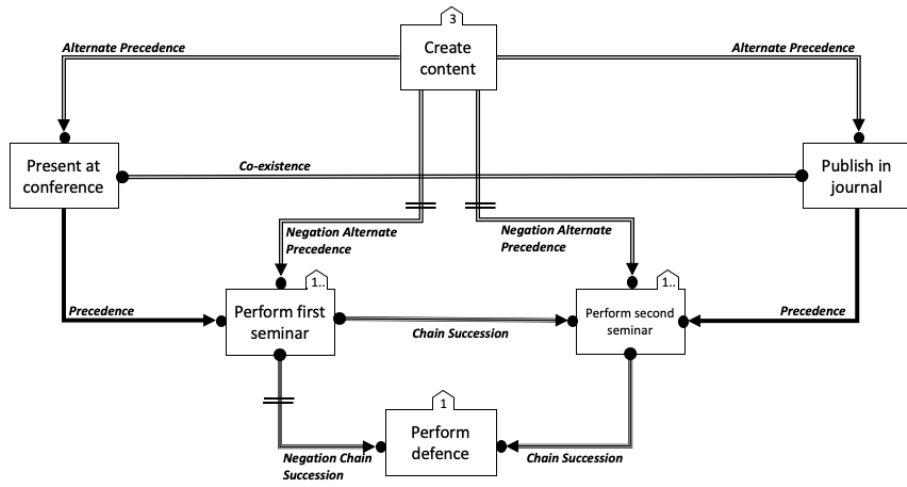 3
Alternate Precedence
Create
content
Alternate Precedence
Present at
conference
Co-existence
Publish in
journal
Negation Alternate
Precedence
Negation Alternate
Precedence
1..
1..
Precedence
Perform first
seminar
Chain Succession
Perform second
seminar
Precedence
1
Perform
defence
Negation Chain
Succession
Chain Succession